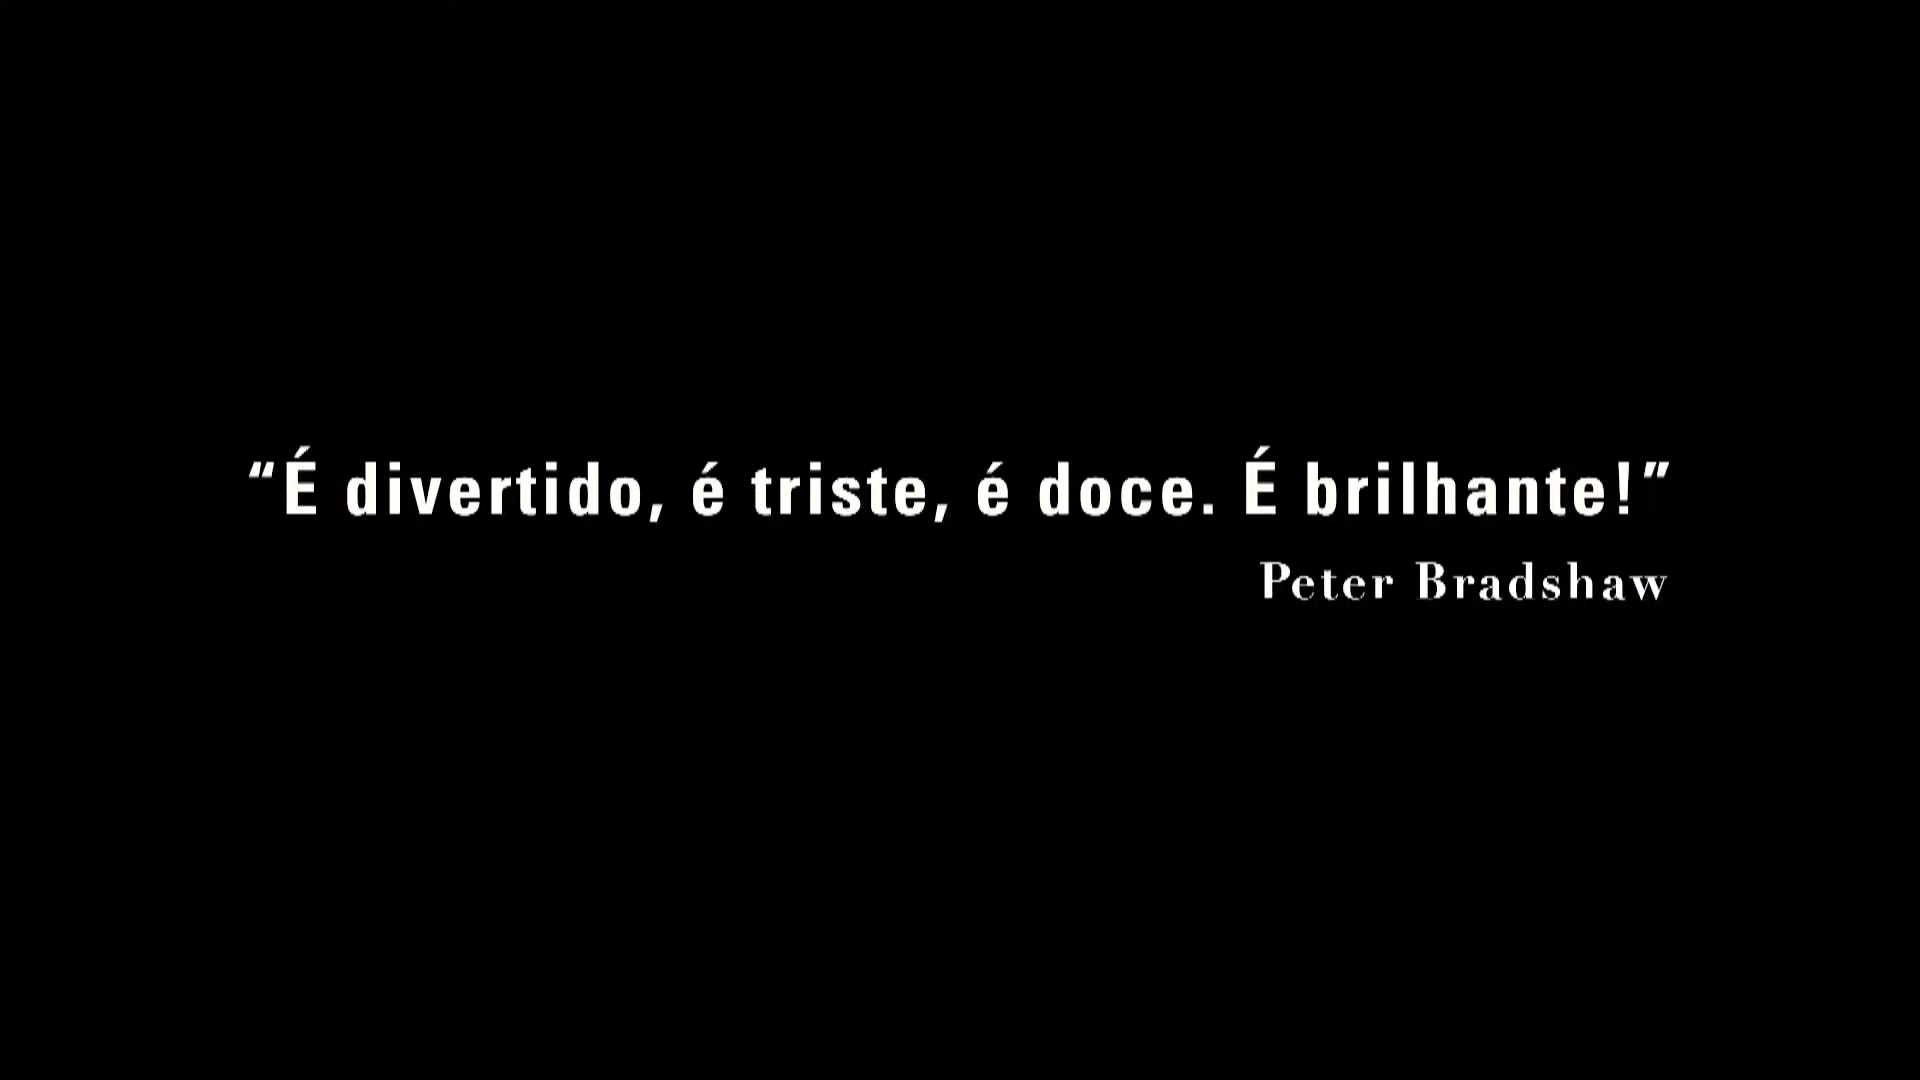 “É divertido, é triste, é doce. É brilhante!”
Peter Bradshaw